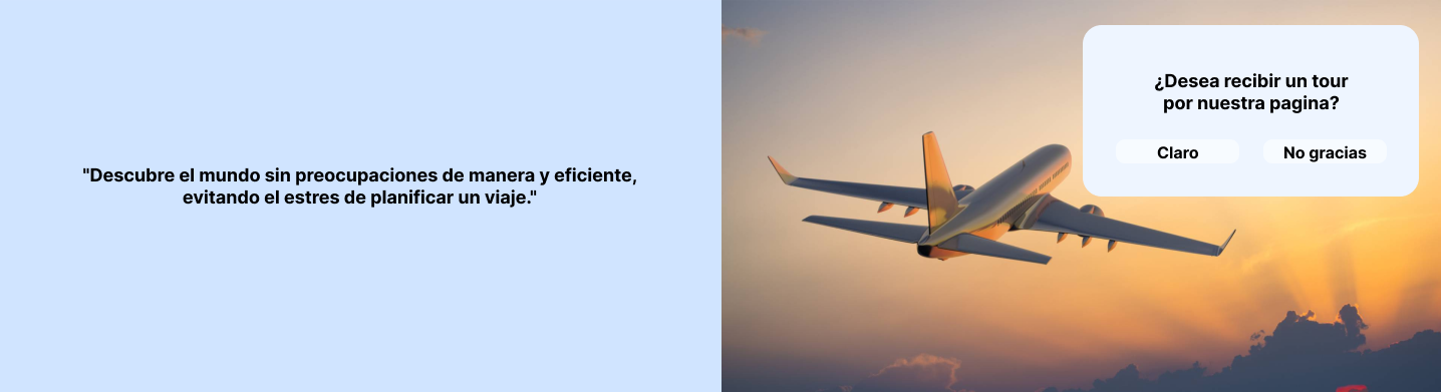 "Descubre el mundo sin preocupaciones de manera y eficiente,
evitando el estres de planificar un viaje."
¿Desea recibir un tour
por nuestra pagina?
Claro
No gracias